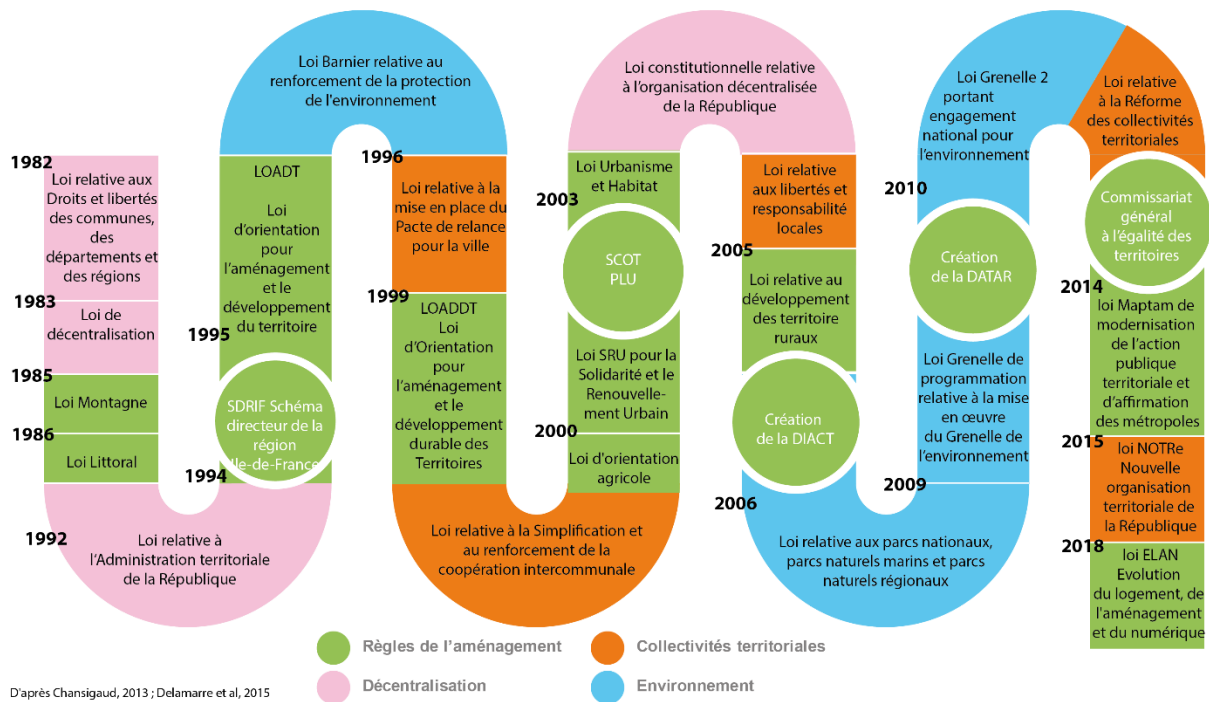 1982
Loi relative aux
Droits et libertés
des communes,
des
départements et
des régions
1983
Loi de
décentralisation
1985
Loi Montagne
1986
Loi Littoral
1992
Loi relative à
l'Administration territoriale
de la République
1994
SDRIF Schéma
directeur de la
région
Ile-de-France
1995
LOADT
Loi
d'orientation
pour
l'aménagement
et le
développement
du territoire
Loi Barnier relative au
renforcement de la protection
de l'environnement
1996
Loi relative à la
mise en place du
Pacte de relance
pour la ville
1999
LOADDT
Loi
d'Orientation
pour
l'aménagement
et le
développement
durable des
Territoires
Loi relative à la Simplification et
au renforcement de la
coopération intercommunale
Loi d'orientation
agricole
2000
Loi SRU pour la
Solidarité et le
Renouvelle-
ment Urbain
SCOT
PLU
2003
Loi Urbanisme
et Habitat
Loi constitutionnelle relative
à l'organisation décentralisée
de la République
Loi relative
aux libertés et
responsabilité
locales
2005
Loi relative au
développement
des territoire
ruraux
Création
de la DIACT
2006
Loi relative aux parcs nationaux,
parcs naturels marins et parcs
naturels régionaux
2009
Loi Grenelle de
programmation
relative à la mise
en œuvre
du Grenelle de
l'environnement
Création
de la DATAR
2010
Loi Grenelle 2
portant
engagement
national pour
l'environnement
Loi relative
à la Réforme
des collectivités
territoriales
Commissariat
général
à l'égalité des
territoires
2014
loi Maptam de
modernisation
de l'action
publique
territoriale et
d'affirmation
des métropoles
2015
loi NOTRe
Nouvelle
organisation
territoriale de
la République
2018
loi ELAN
Evolution
du logement, de
l'aménagement
et du numérique
Règles de l'aménagement
Collectivités territoriales
Décentralisation
Environnement
D'après Chansigaud, 2013 ; Delamarre et al, 2015